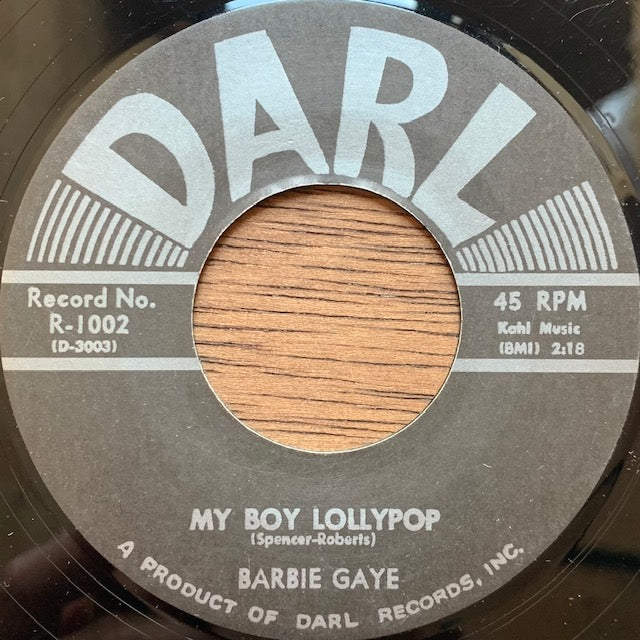 DARL
Record No.
R-1002
(D-3003)
45 RPM
Kahl Music
(BMI) 2:18
MY BOY LOLLYPOP
(Spencer-Roberts)
BARBIE GAYE
A PRODUCT OF DARL RECORDS, INC.